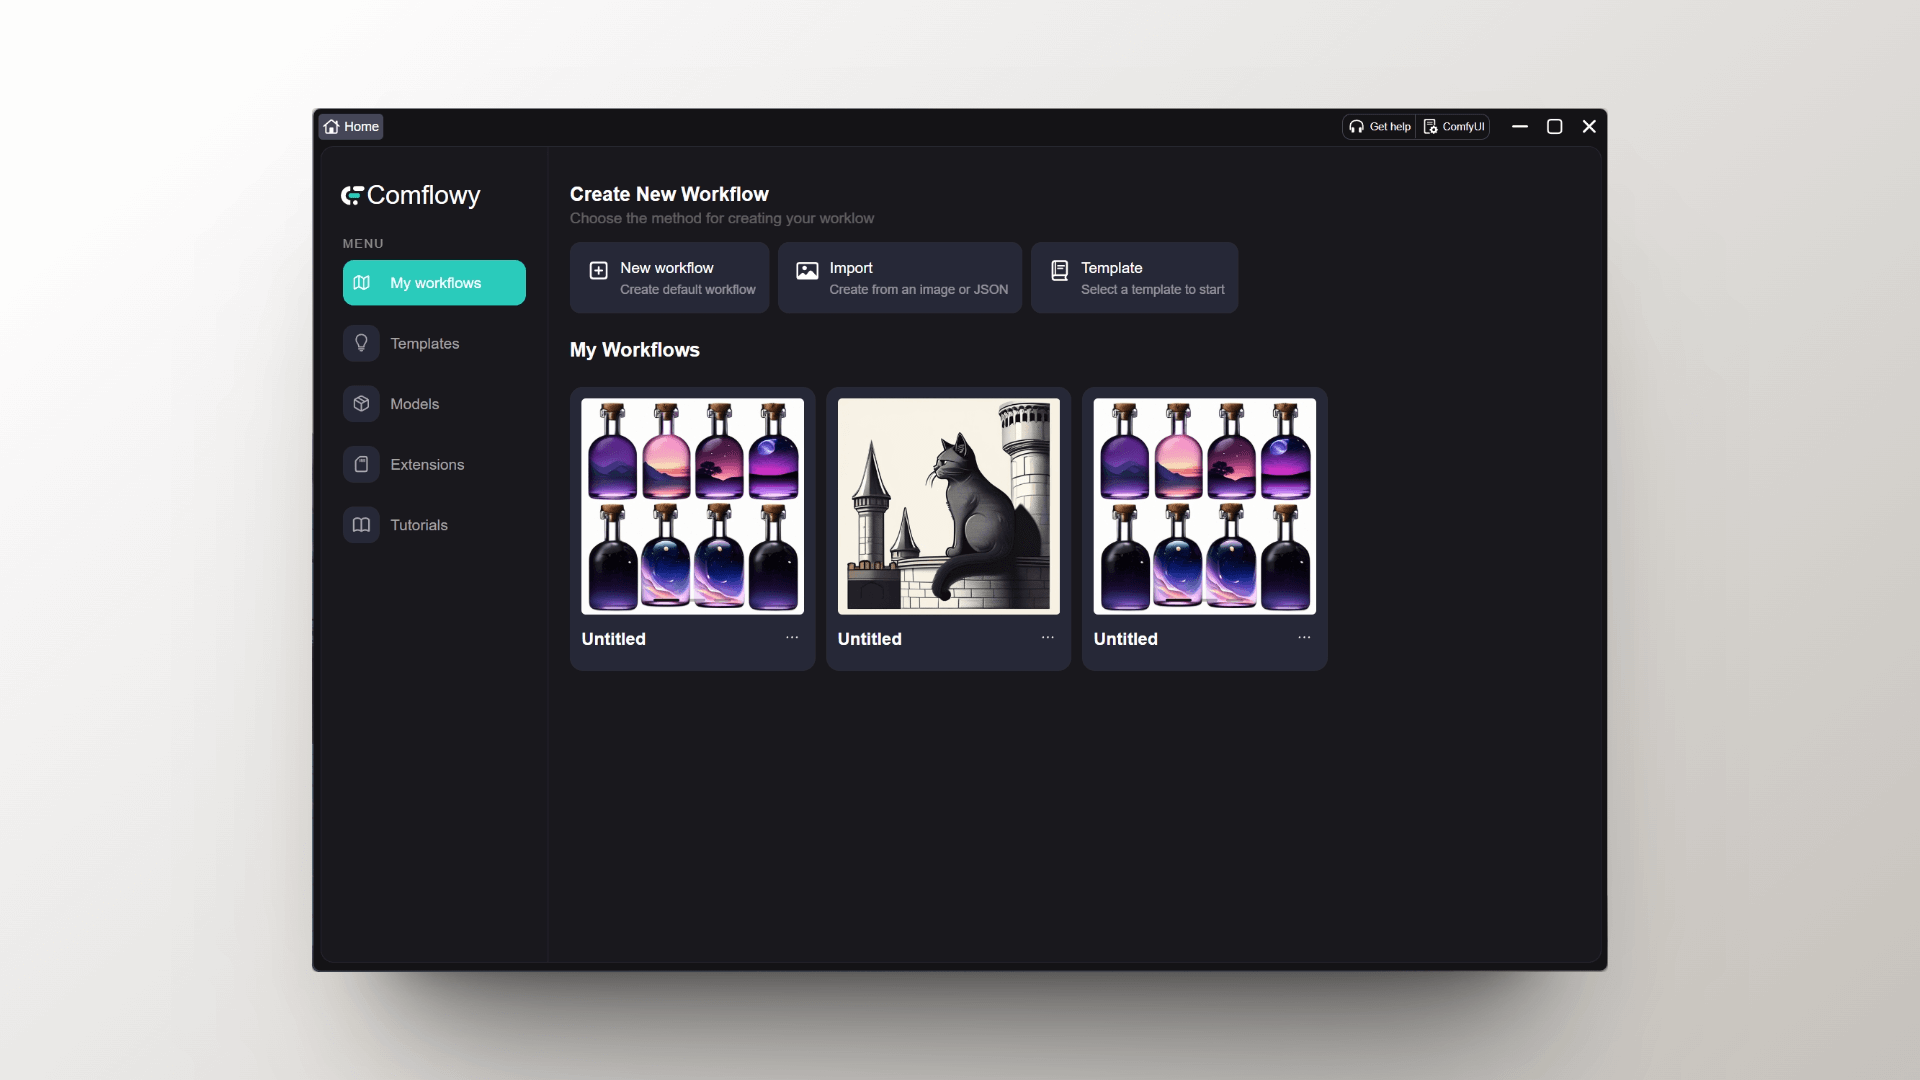 Home
Get help
ComfyUI
Comflowy
MENU
My workflows
Templates
Models
Extensions
Tutorials
Create New Workflow
Choose the method for creating your worklow
New workflow
Create default workflow
Import
Create from an image or JSON
Template
Select a template to start
My Workflows
Untitled
Untitled
Untitled